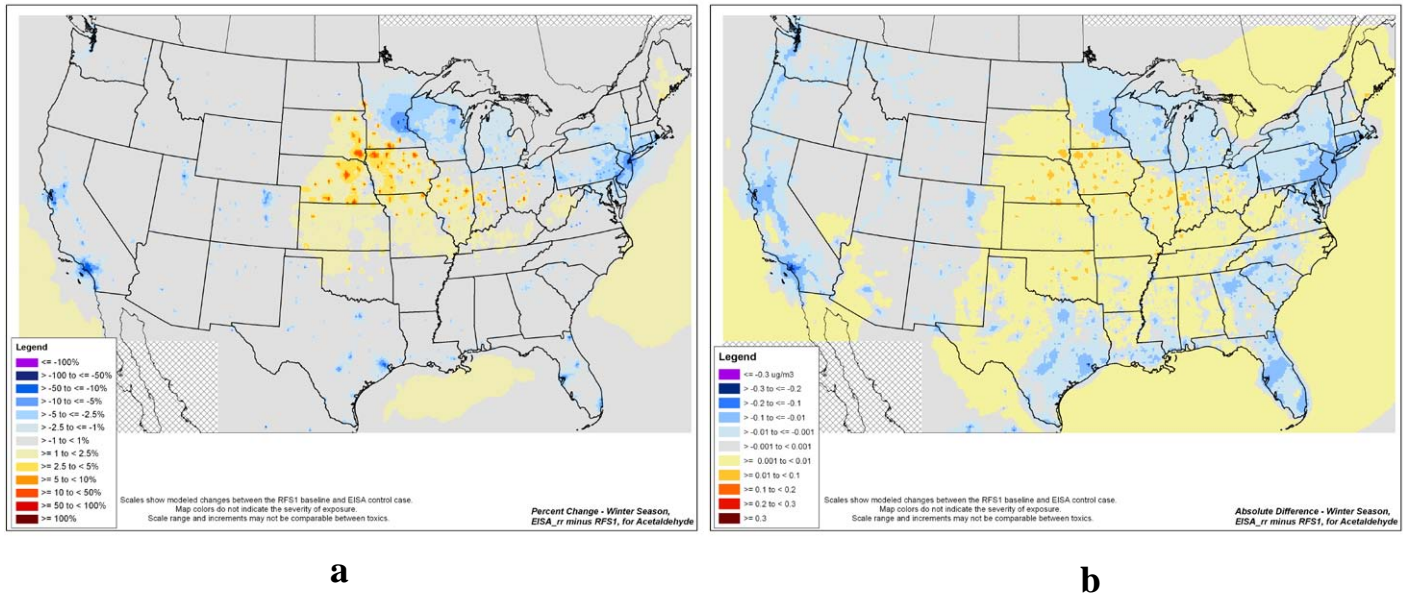 Legend
<= -100%
> -100 to <= -50%
> -50 to <= -10%
> -10 to <= -5%
> -5 to <= -2.5%
> -2.5 to <= -1%
> -1 to < 1%
>= 1 to < 2.5%
>= 2.5 to < 5%
>= 5 to < 10%
>= 10 to < 50%
>= 50 to < 100%
>= 100%
Scales show modeled changes between the RFS1 baseline and EISA control case.
Map colors do not indicate the severity of exposure.
Scale range and increments may not be comparable between toxics.
Percent Change - Winter Season,
EISA_rr minus RFS1, for Acetaldehyde
Legend
<= -0.3 ug/m3
> -0.3 to <= -0.2
> -0.2 to <= -0.1
> -0.1 to <= -0.01
> -0.01 to <= -0.001
> -0.001 to < 0.001
>= 0.001 to < 0.01
>= 0.01 to < 0.1
>= 0.1 to < 0.2
>= 0.2 to < 0.3
>= 0.3
Scales show modeled changes between the RFS1 baseline and EISA control case.
Map colors do not indicate the severity of exposure.
Scale range and increments may not be comparable between toxics.
Absolute Difference - Winter Season,
EISA_rr minus RFS1, for Acetaldehyde
a
b